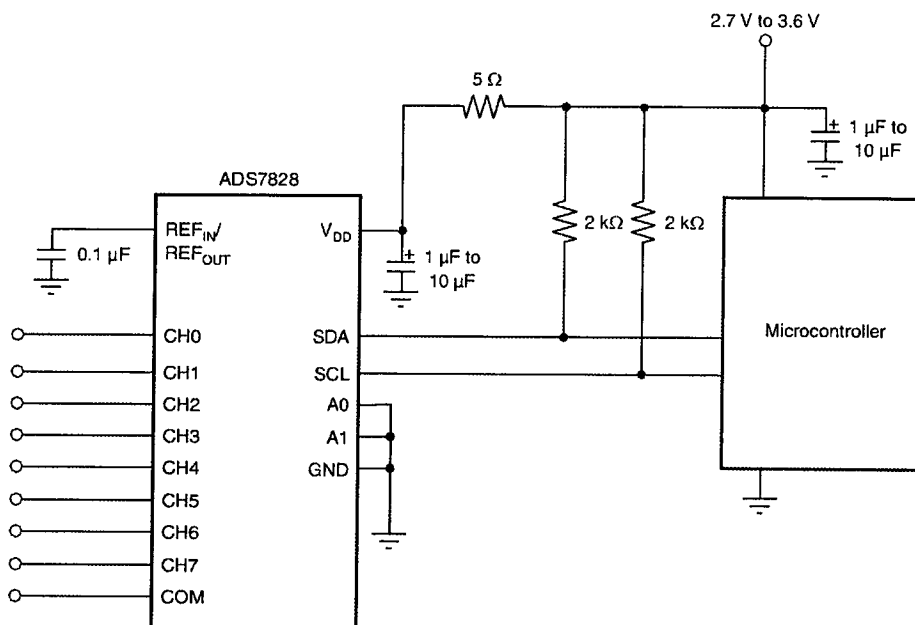 2.7 V to 3.6 V
5 Ω
+ 1 µF to
10 µF
ADS7828
REF_IN/
REF_OUT
V_DD
0.1 µF
2 kΩ
2 kΩ
+ 1 µF to
10 µF
Microcontroller
CH0
SDA
CH1
SCL
CH2
A0
CH3
A1
CH4
GND
CH5
CH6
CH7
COM